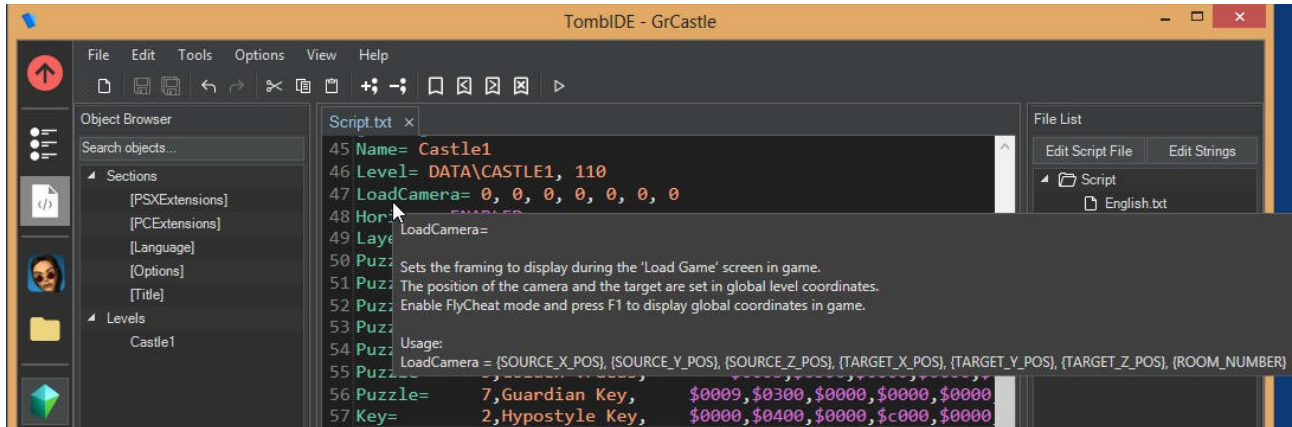 TombIDE - GrCastle
File Edit Tools Options View Help
Object Browser
Search objects...
Sections
[PSXExtensions]
[PCExtensions]
[Language]
[Options]
[Title]
Levels
Castle1
Script.txt ×
45 Name= Castle1
46 Level= DATA\CASTLE1, 110
47 LoadCamera= 0, 0, 0, 0, 0, 0, 0
48
49
50
51
52
53
54
55
56 Puzzle= 7,Guardian Key, $0009,$0300,$0000,$0000,$0000
57 Key= 2,Hypostyle Key, $0000,$0400,$0000,$c000,$0000
LoadCamera=
Sets the framing to display during the 'Load Game' screen in game.
The position of the camera and the target are set in global level coordinates.
Enable FlyCheat mode and press F1 to display global coordinates in game.
Usage:
LoadCamera = {SOURCE_X_POS}, {SOURCE_Y_POS}, {SOURCE_Z_POS}, {TARGET_X_POS}, {TARGET_Y_POS}, {TARGET_Z_POS}, {ROOM_NUMBER}
File List
Edit Script File Edit Strings
Script
English.txt